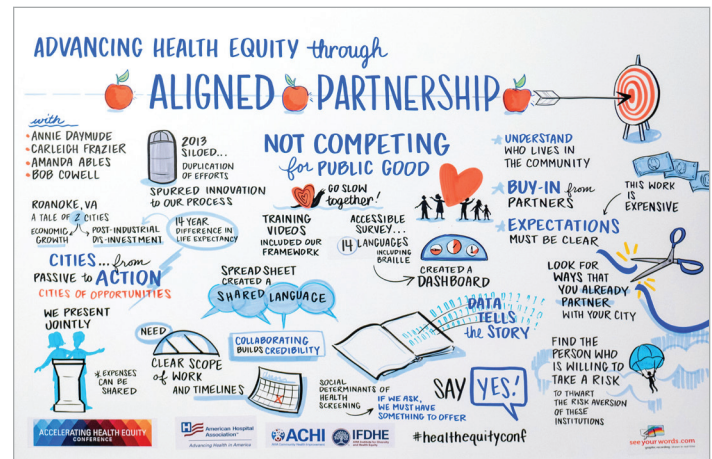 ADVANCING HEALTH EQUITY through
ALIGNED PARTNERSHIP
with
• ANNIE DAYMUDE
• CARLEIGH FRAZIER
• AMANDA ABLES
• BOB COWELL
2013
SILOED...
DUPLICATION
OF EFFORTS
SPURRED INNOVATION
to OUR PROCESS
NOT COMPETING
for PUBLIC GOOD
GO SLOW
together!
UNDERSTAND
WHO LIVES IN
THE COMMUNITY
BUY-IN from
PARTNERS
EXPECTATIONS
MUST BE CLEAR
THIS WORK
IS
EXPENSIVE
ROANOKE, VA
A TALE OF 2 CITIES
ECONOMIC
GROWTH
POST-INDUSTRIAL
DIS-INVESTMENT
14 YEAR
DIFFERENCE IN
LIFE EXPECTANCY
TRAINING
VIDEOS
INCLUDED OUR
FRAMEWORK
ACCESSIBLE
SURVEY...
14 LANGUAGES
INCLUDING
BRAILLE
CREATED A
DASHBOARD
CITIES... from
PASSIVE to ACTION
CITIES OF OPPORTUNITIES
SPREADSHEET
CREATED A
SHARED LANGUAGE
LOOK FOR
WAYS THAT
YOU ALREADY
PARTNER
WITH YOUR CITY
WE PRESENT
JOINTLY
* EXPENSES
CAN BE
SHARED
NEED
CLEAR SCOPE
of WORK
AND TIMELINES
COLLABORATING
BUILDS CREDIBILITY
DATA
TELLS
the STORY
SOCIAL
DETERMINANTS OF
HEALTH
SCREENING
IF WE ASK,
WE MUST HAVE
SOMETHING TO OFFER
SAY YES!
FIND THE
PERSON WHO
IS WILLING TO
TAKE A RISK
TO THWART
THE RISK AVERSION
OF THESE
INSTITUTIONS
ACCELERATING HEALTH EQUITY
CONFERENCE
American Hospital
Association
Advancing Health in America
ACHI
IFDHE
#healthequityconf
seeyourwords.com